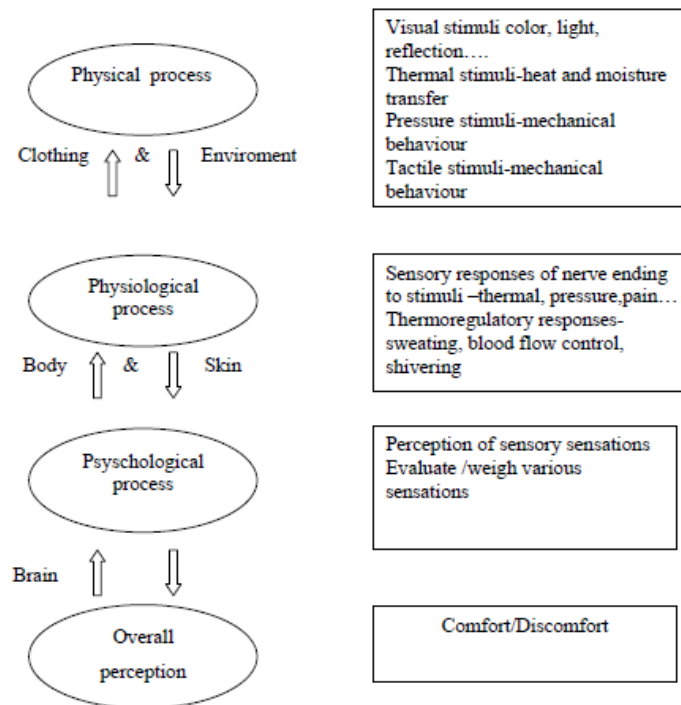 Physical process
Visual stimuli color, light,
reflection….
Thermal stimuli-heat and moisture
transfer
Pressure stimuli-mechanical
behaviour
Tactile stimuli-mechanical
behaviour
Clothing & Enviroment
Physiological
process
Sensory responses of nerve ending
to stimuli –thermal, pressure,pain…
Thermoregulatory responses-
sweating, blood flow control,
shivering
Body & Skin
Psyschological
process
Perception of sensory sensations
Evaluate /weigh various
sensations
Brain
Overall
perception
Comfort/Discomfort